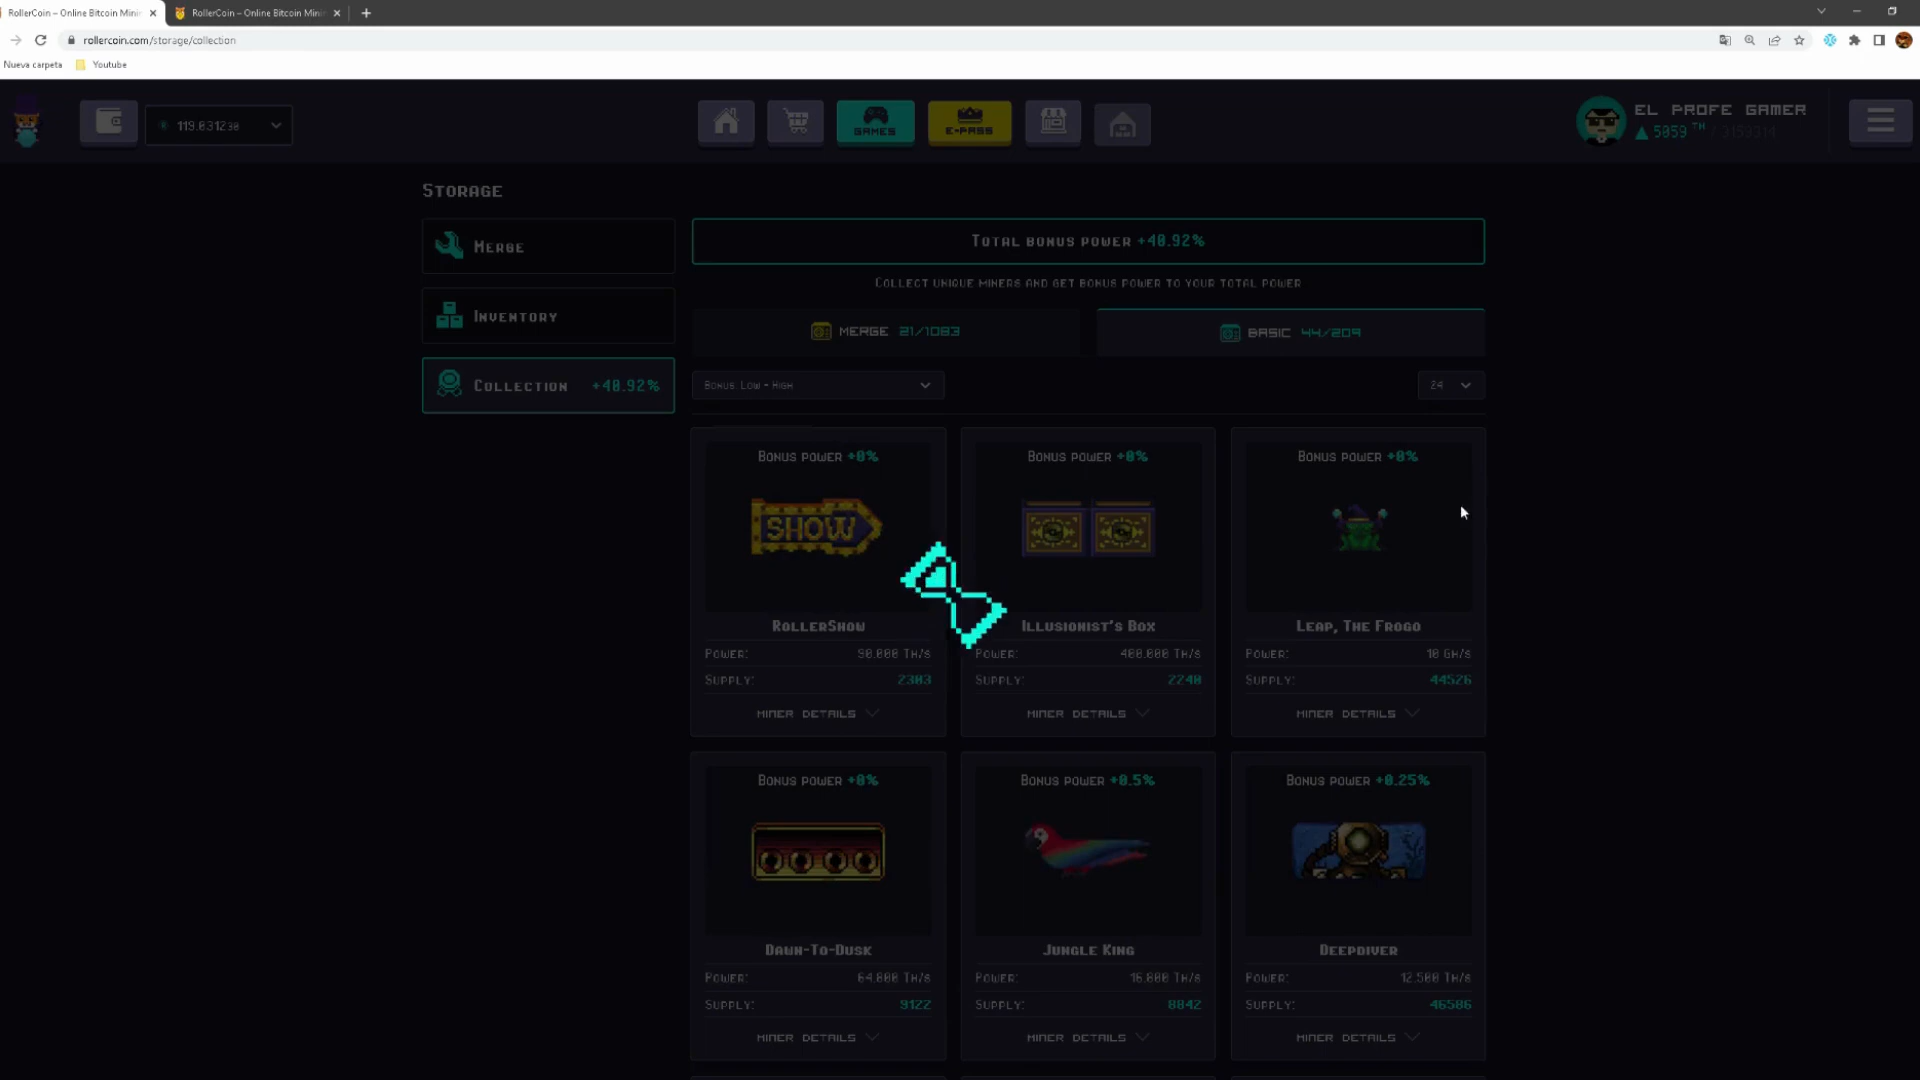 RollerCoin – Online Bitcoin Mini
RollerCoin – Online Bitcoin Mini
rollercoin.com/storage/collection
Nueva carpeta
Youtube
119.031230
GAMES
E-PASS
EL PROFE GAMER
5059 TH
STORAGE
MERGE
INVENTORY
COLLECTION +40.92%
TOTAL BONUS POWER +40.92%
COLLECT UNIQUE MINERS AND GET BONUS POWER TO YOUR TOTAL POWER
MERGE 21/1083
BASIC 44/209
BONUS: LOW - HIGH
24
BONUS POWER +0%
BONUS POWER +0%
BONUS POWER +0%
SHOW
ROLLERSHOW
ILLUSIONIST'S BOX
LEAP, THE FROGO
POWER: 90.000 TH/S
POWER: 400.000 TH/S
POWER: 10 GH/S
SUPPLY: 2303
SUPPLY: 2240
SUPPLY: 44526
MINER DETAILS
MINER DETAILS
MINER DETAILS
BONUS POWER +0%
BONUS POWER +0.5%
BONUS POWER +0.25%
DAWN-TO-DUSK
JUNGLE KING
DEEPDIVER
POWER: 64.000 TH/S
POWER: 16.800 TH/S
POWER: 12.500 TH/S
SUPPLY: 9122
SUPPLY: 8842
SUPPLY: 46586
MINER DETAILS
MINER DETAILS
MINER DETAILS